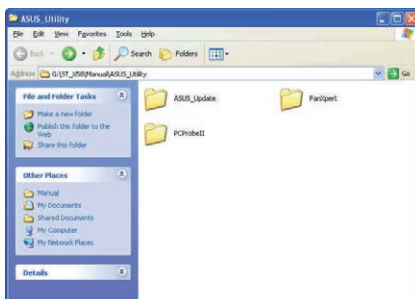 ASUS_Utility
File Edit View Favorites Tools Help
Back Search Folders
Address G:\ST_X58\Manual\ASUS_Utility Go
File and Folder Tasks
Make a new folder
Publish this folder to the Web
Share this folder
Other Places
Manual
My Documents
Shared Documents
My Computer
My Network Places
Details
ASUS_Update
FanXpert
PCProbeII